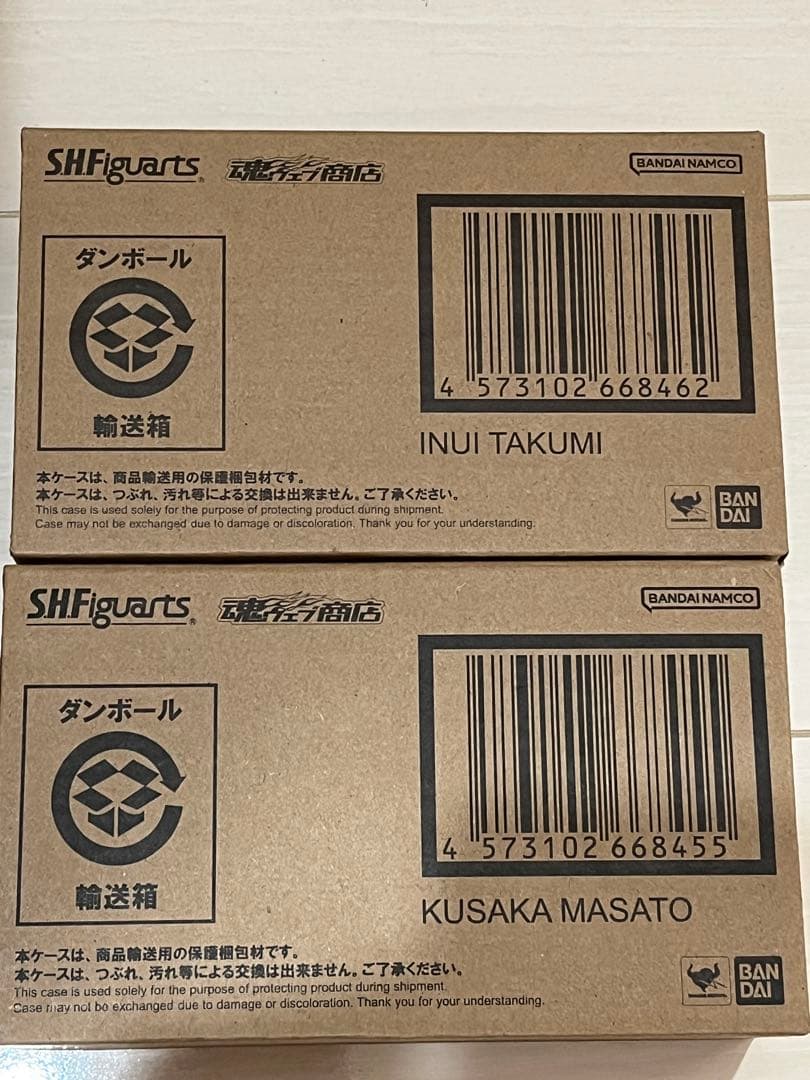 S.H.Figuarts 魂ウェブ商店 BANDAI NAMCO
ダンボール
輸送箱
4 573102 668462
INUI TAKUMI
本ケースは、商品輸送用の保護梱包材です。
本ケースは、つぶれ、汚れ等による交換は出来ません。ご了承ください。
This case is used solely for the purpose of protecting product during shipment.
Case may not be exchanged due to damage or discoloration. Thank you for your understanding.
BAN
DAI
S.H.Figuarts® 魂ウェブ商店 BANDAI NAMCO
ダンボール
輸送箱
4 573102 668455
KUSAKA MASATO
本ケースは、商品輸送用の保護梱包材です。
本ケースは、つぶれ、汚れ等による交換は出来ません。ご了承ください。
This case is used solely for the purpose of protecting product during shipment.
Case may not be exchanged due to damage or discoloration. Thank you for your understanding.
BAN
DAI